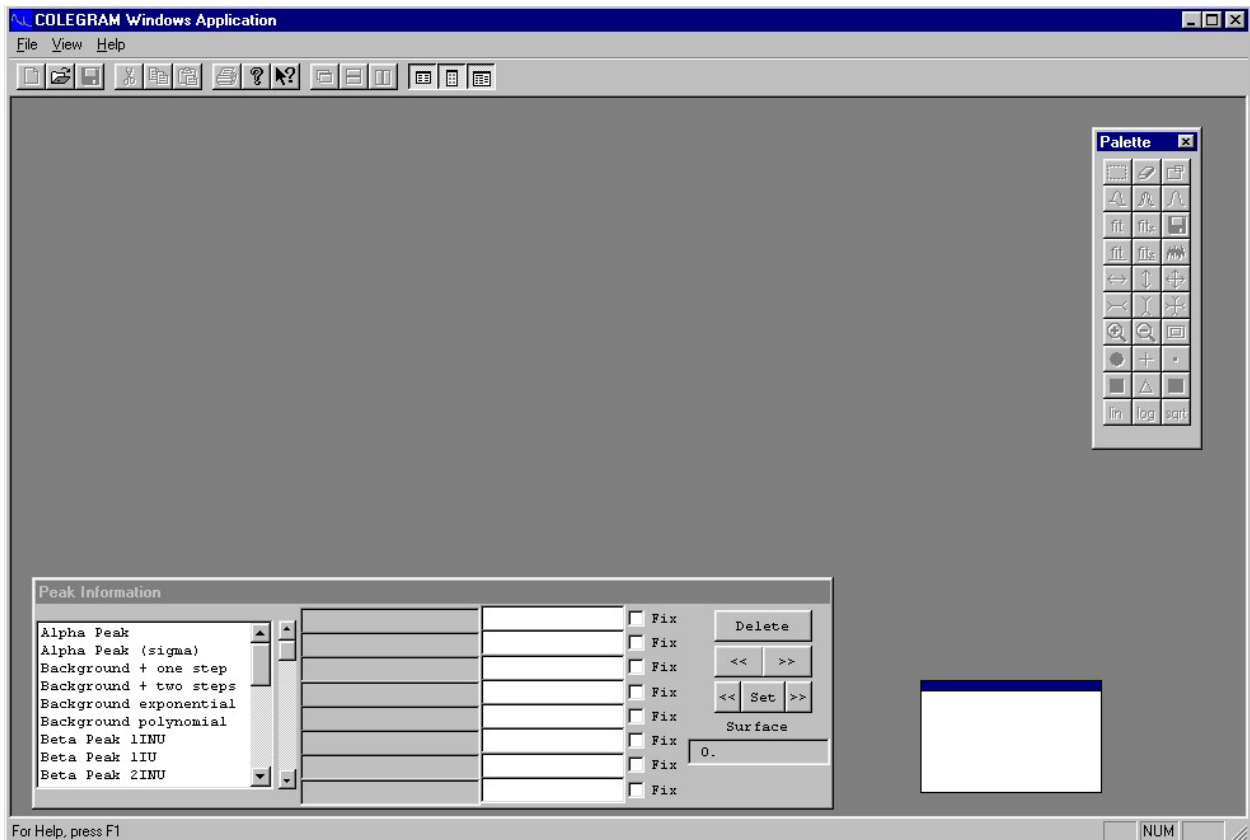 COLEGRAM Windows Application
File View Help
Palette
fit fits
fit fits
lin log sqrt
Peak Information
Alpha Peak
Alpha Peak (sigma)
Background + one step
Background + two steps
Background exponential
Background polynomial
Beta Peak 1INU
Beta Peak 1IU
Beta Peak 2INU
Fix
Fix
Fix
Fix
Fix
Fix
Fix
Fix
Delete
<< >>
<< Set >>
Surface
0.
For Help, press F1
NUM